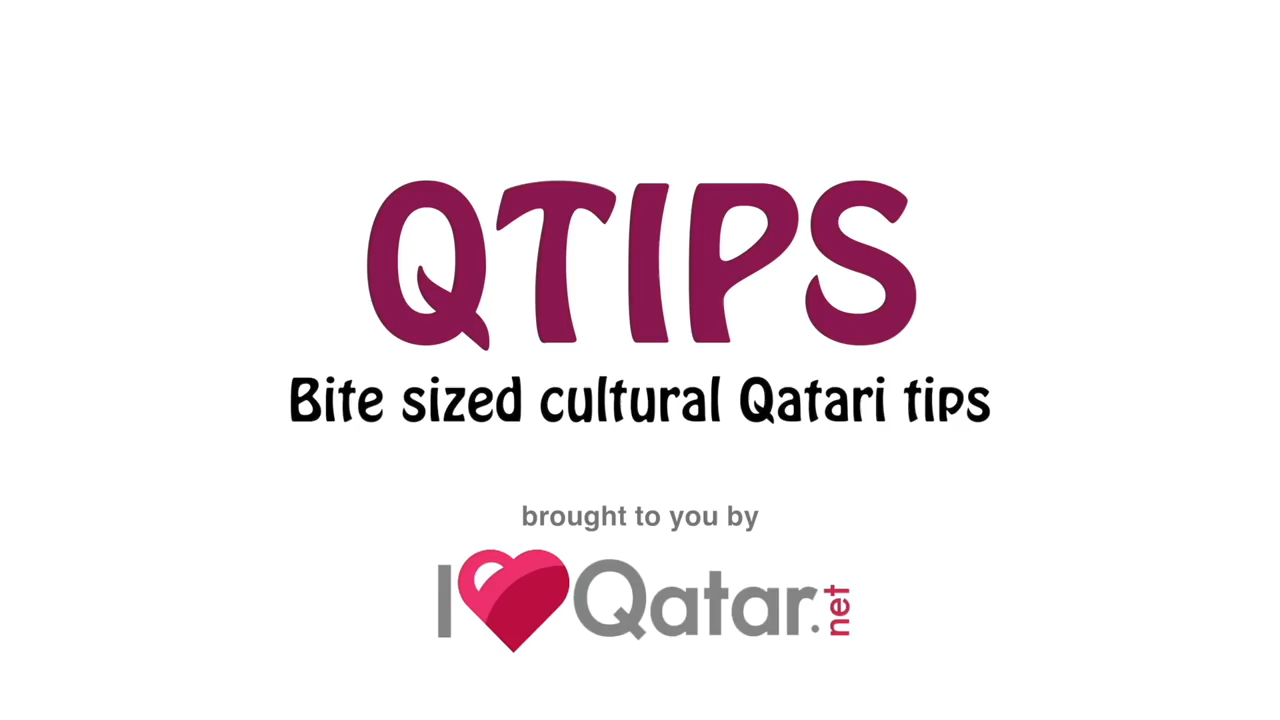 QTIPS
Bite sized cultural Qatari tips
brought to you by
I Qatar.net